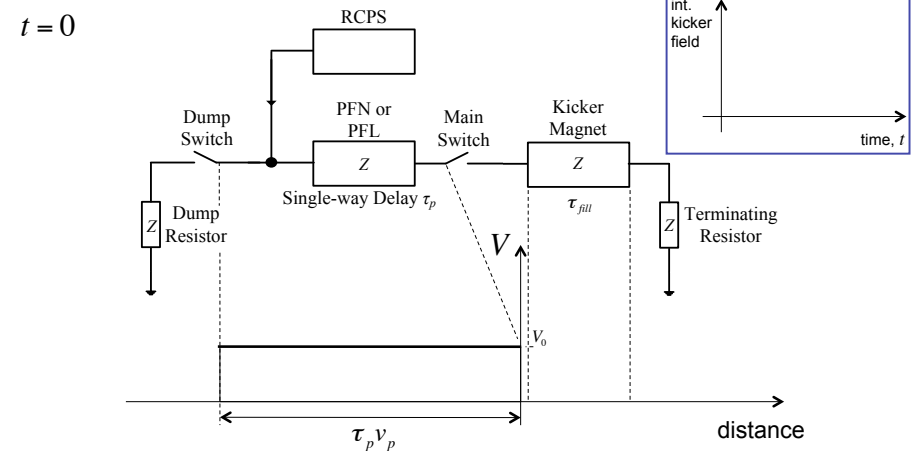 t = 0
RCPS
int.
kicker
field
time, t
Dump
Switch
PFN or
PFL
Main
Switch
Kicker
Magnet
Z
Z
Single-way Delay τp
τfill
Z
Dump
Resistor
Z
Terminating
Resistor
V
V0
τpvp
distance